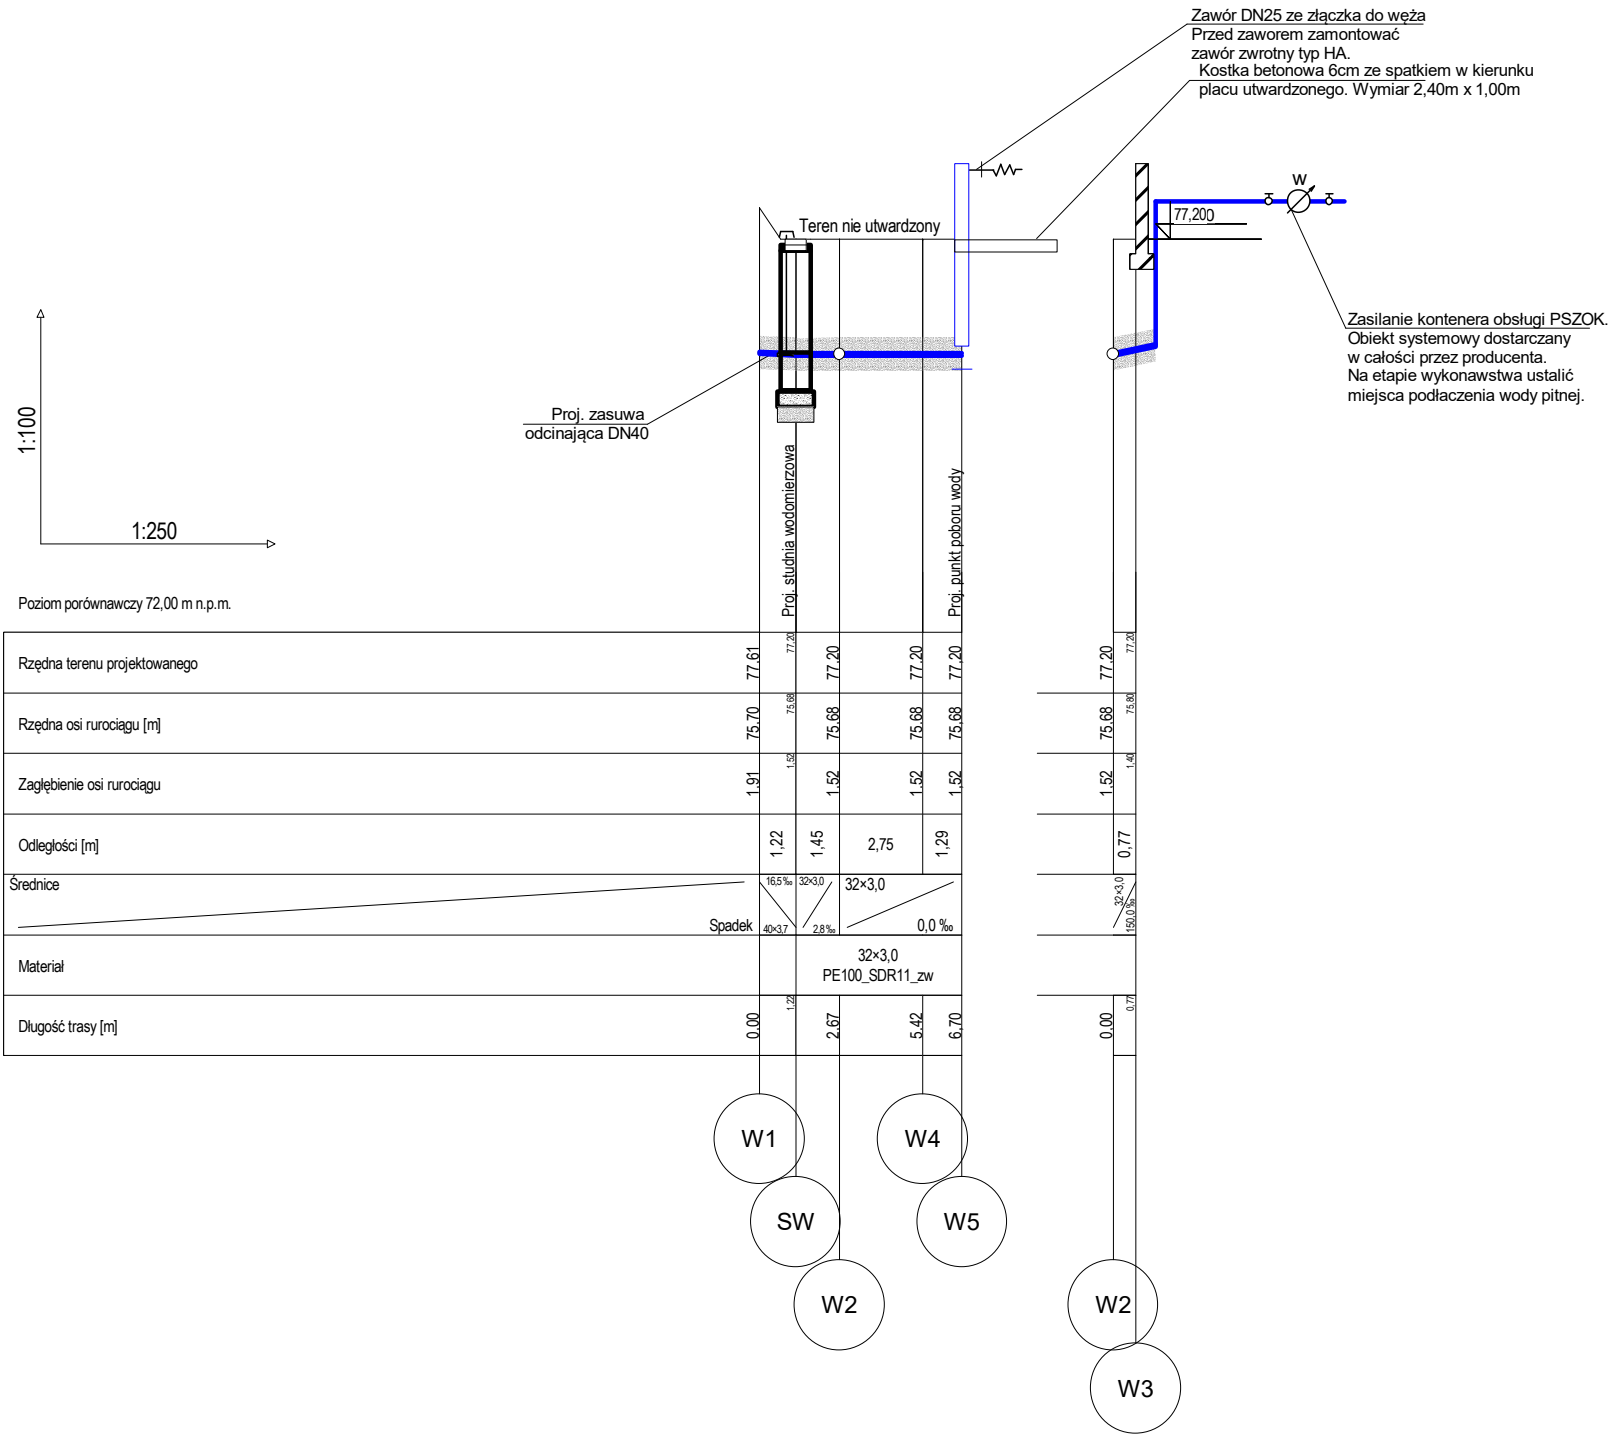 Zawór DN25 ze złączka do węża
Przed zaworem zamontować
zawór zwrotny typ HA.
Kostka betonowa 6cm ze spatkiem w kierunku
placu utwardzonego. Wymiar 2,40m x 1,00m
W
77,200
Teren nie utwardzony
Zasilanie kontenera obsługi PSZOK.
Obiekt systemowy dostarczany
w całości przez producenta.
Na etapie wykonawstwa ustalić
miejsca podłaczenia wody pitnej.
Proj. zasuwa
odcinająca DN40
1:100
1:250
Proj. studnia wodomierzowa
Proj. punkt poboru wody
Poziom porównawczy 72,00 m n.p.m.
Rzędna terenu projektowanego 77,61 77,20 77,20 77,20 77,20 77,20 77,20
Rzędna osi rurociągu [m] 75,70 75,68 75,68 75,68 75,68 75,68 75,80
Zagłębienie osi rurociągu 1,91 1,52 1,52 1,52 1,52 1,52 1,40
Odległości [m] 1,22 1,45 2,75 1,29 0,77
Średnice 16,5 ‰ 32×3,0 32×3,0 32×3,0
Spadek 40×3,7 2,8 ‰ 0,0 ‰ 150,0 ‰
Materiał 32×3,0
PE100_SDR11_zw
Długość trasy [m] 0,00 1,22 2,67 5,42 6,70 0,00 0,77
W1 W4
SW W5
W2 W2
W3